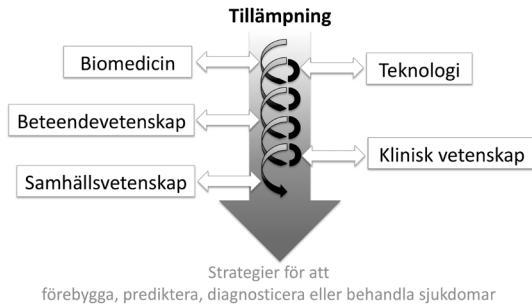 Tillämpning
Biomedicin
Teknologi
Beteendevetenskap
Klinisk vetenskap
Samhällsvetenskap
Strategier för att
förebygga, prediktera, diagnosticera eller behandla sjukdomar